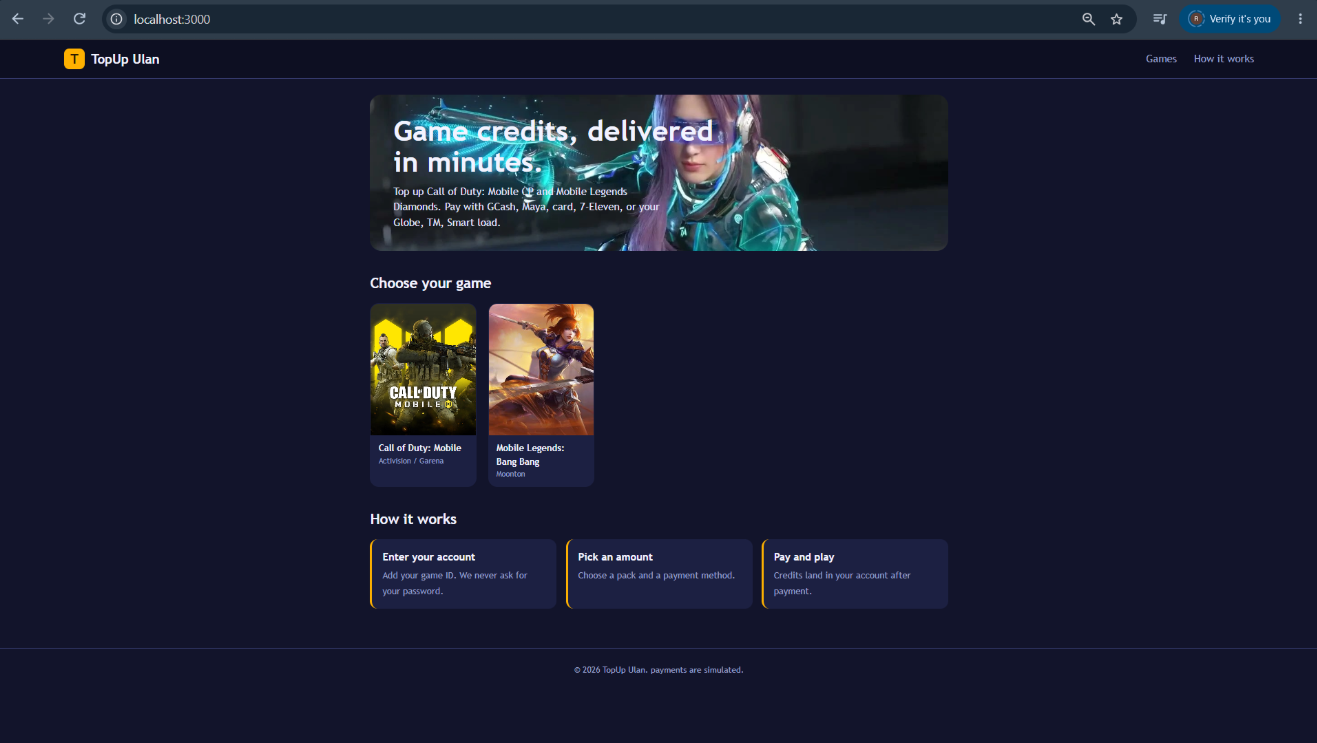 localhost:3000
R
Verify it's you
T
TopUp Ulan
Games
How it works
Game credits, delivered
in minutes.
Top up Call of Duty: Mobile CP and Mobile Legends
Diamonds. Pay with GCash, Maya, card, 7-Eleven, or your
Globe, TM, Smart load.
Choose your game
CALL OF DUTY
MOBILE
Call of Duty: Mobile
Activision / Garena
Mobile Legends:
Bang Bang
Moonton
How it works
Enter your account
Add your game ID. We never ask for
your password.
Pick an amount
Choose a pack and a payment method.
Pay and play
Credits land in your account after
payment.
© 2026 TopUp Ulan. payments are simulated.